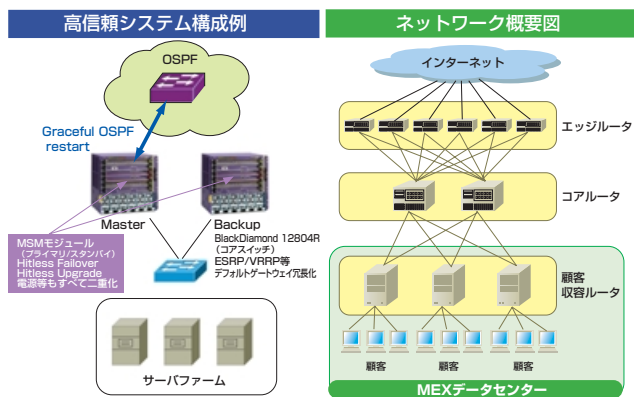 高信頼システム構成例
OSPF
Graceful OSPF
restart
Master
Backup
BlackDiamond 12804R
(コアスイッチ)
ESRP/VRRP等
デフォルトゲートウェイ冗長化
MSMモジュール
(プライマリ/スタンバイ)
Hitless Failover
Hitless Upgrade
電源等もすべて二重化
サーバファーム
ネットワーク概要図
インターネット
エッジルータ
コアルータ
顧客
収容ルータ
顧客
顧客
顧客
MEXデータセンター